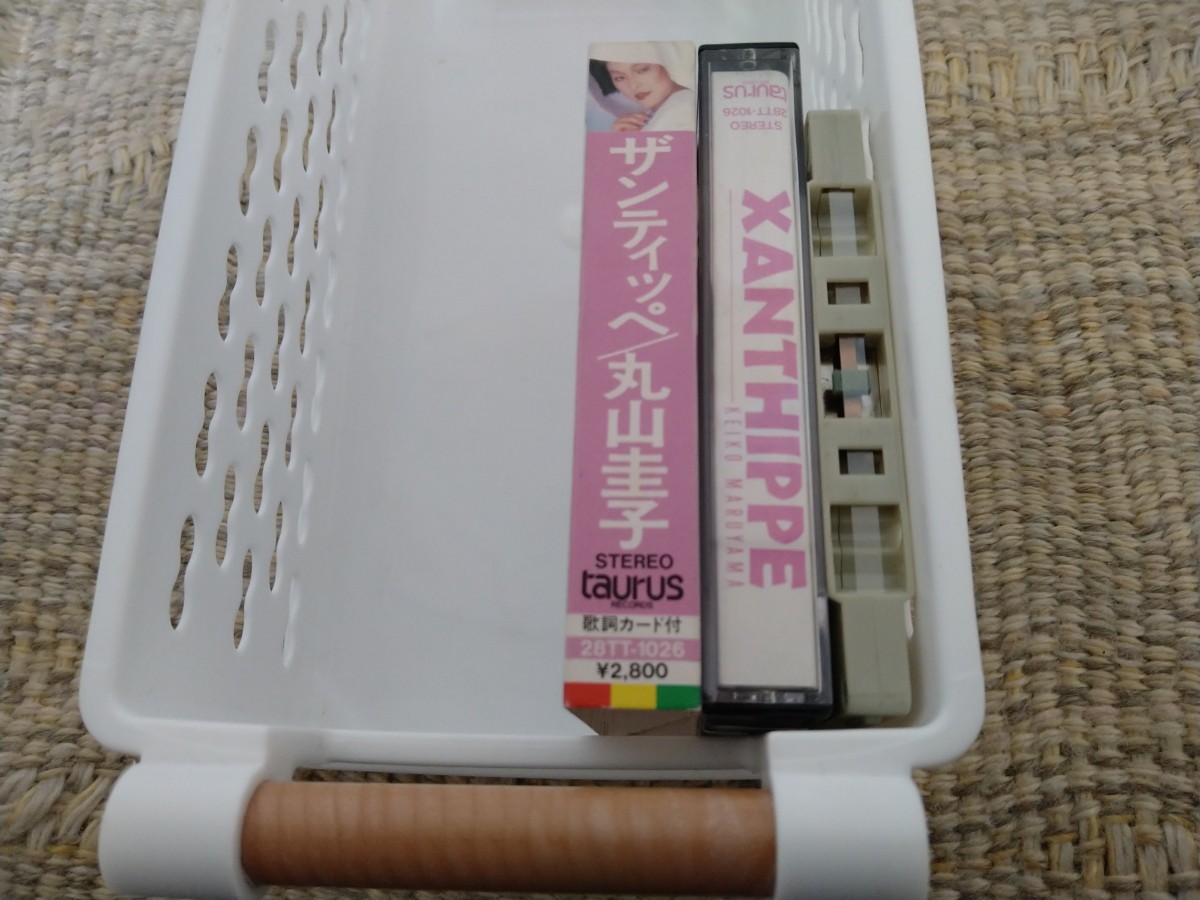 ザンティッペ/丸山圭子
STEREO
taurus
RECORDS
歌詞カード付
28TT-1026
¥2,800
taurus
28TT-1026
STEREO
XANTHIPPE
KEIKO MARUYAMA